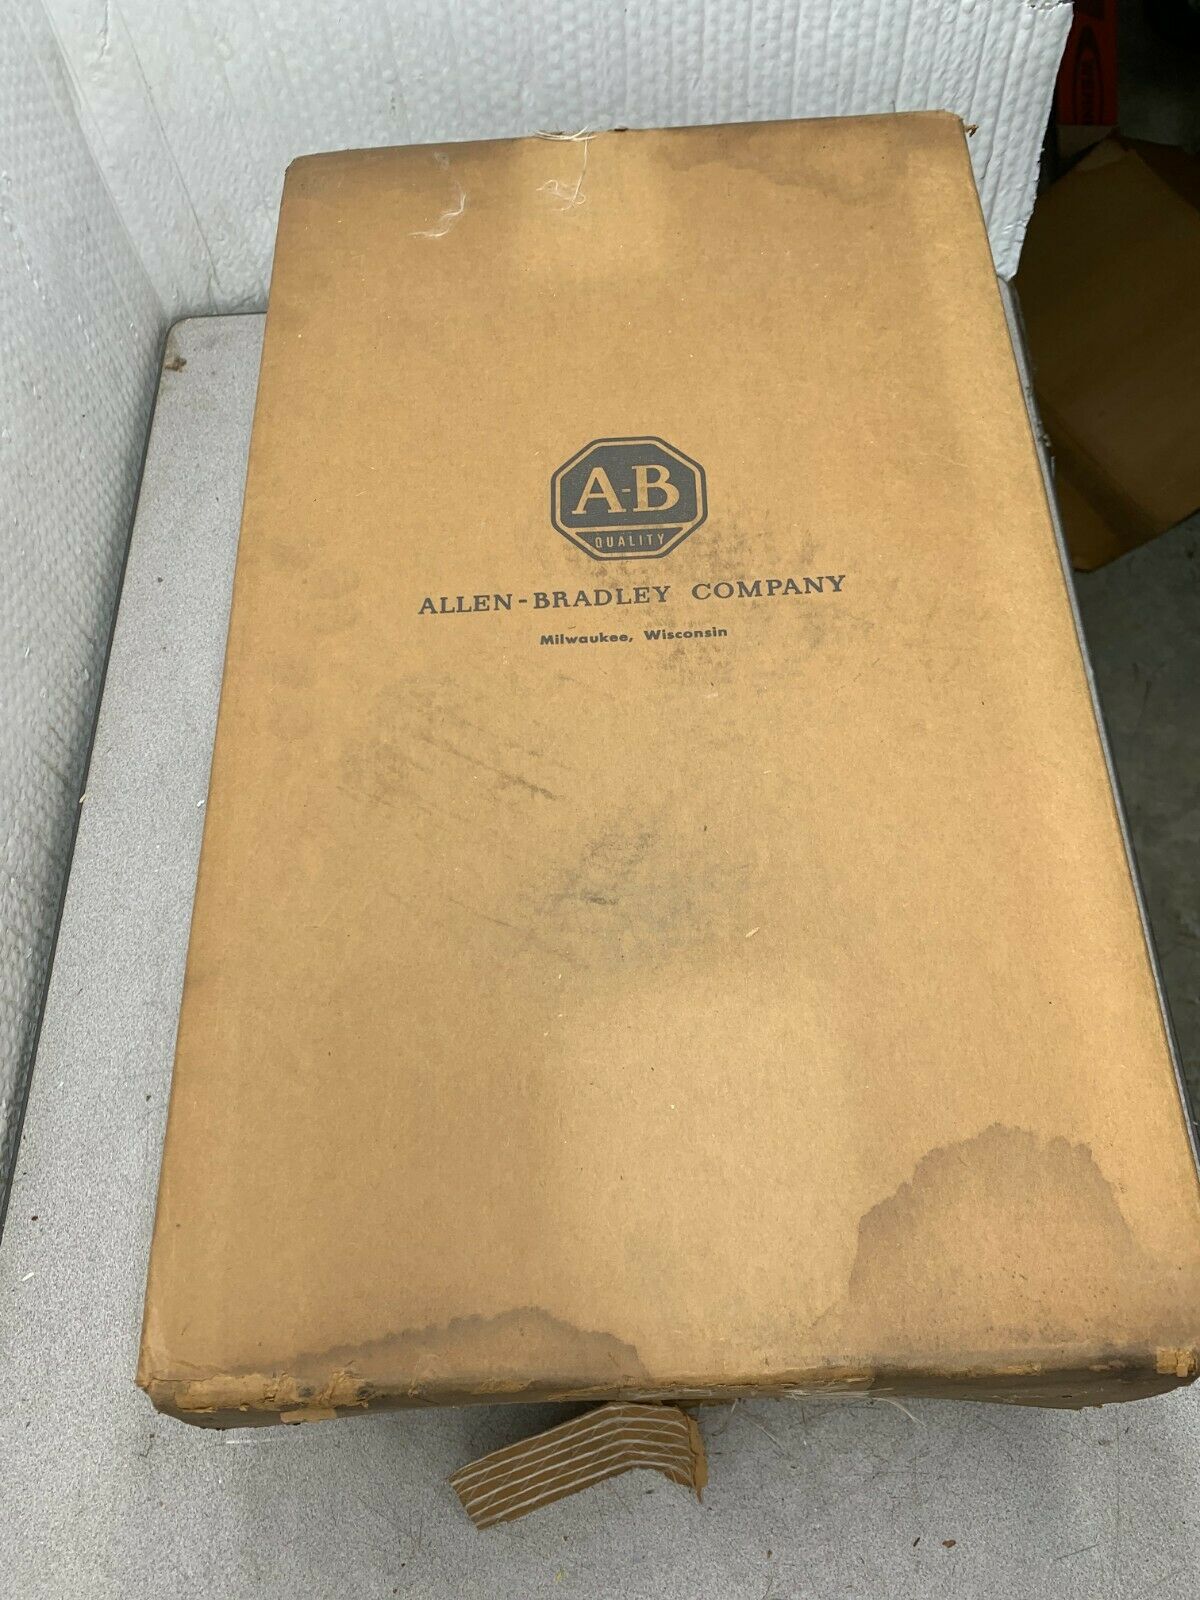 A-B
QUALITY
ALLEN-BRADLEY COMPANY
Milwaukee, Wisconsin